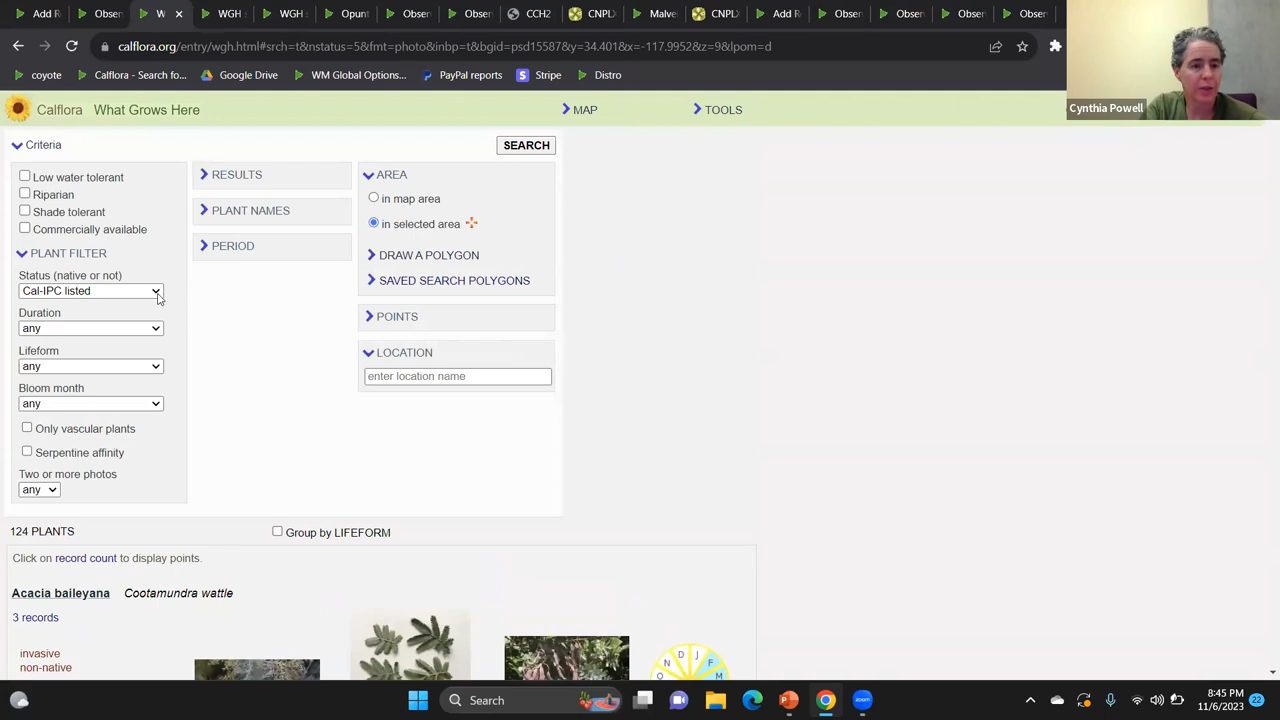 Add R
Obser
W
WGH
WGH
Opunt
Obser
Obser
CCH2
CNPL
Malve
CNPL
Add R
Obser
Obser
Obser
Obser
calflora.org/entry/wgh.html#srch=t&nstatus=5&fmt=photo&inbp=t&bgid=psd15587&y=34.401&x=-117.9952&z=9&lpom=d
coyote
Calflora - Search fo...
Google Drive
WM Global Options...
PayPal reports
Stripe
Distro
Cynthia Powell
Calflora What Grows Here
MAP
TOOLS
Criteria
SEARCH
Low water tolerant
Riparian
Shade tolerant
Commercially available
PLANT FILTER
Status (native or not)
Cal-IPC listed
Duration
any
Lifeform
any
Bloom month
any
Only vascular plants
Serpentine affinity
Two or more photos
any
RESULTS
PLANT NAMES
PERIOD
AREA
in map area
in selected area
DRAW A POLYGON
SAVED SEARCH POLYGONS
POINTS
LOCATION
enter location name
124 PLANTS
Group by LIFEFORM
Click on record count to display points.
Acacia baileyana Cootamundra wattle
3 records
invasive
non-native
D J
N F
O M
Search
zoom
8:45 PM
11/6/2023
22